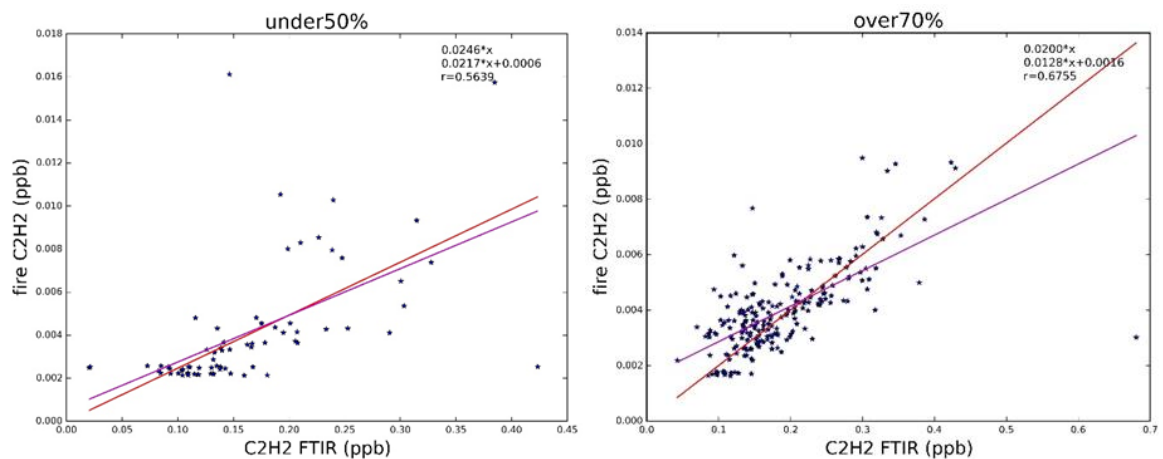 under50%
0.018
0.016
0.014
0.012
0.010
0.008
0.006
0.004
0.002
0.000
fire C2H2 (ppb)
0.0246*x
0.0217*x+0.0006
r=0.5639
0.00 0.05 0.10 0.15 0.20 0.25 0.30 0.35 0.40 0.45
C2H2 FTIR (ppb)
over70%
0.014
0.012
0.010
0.008
0.006
0.004
0.002
0.000
fire C2H2 (ppb)
0.0200*x
0.0128*x+0.0016
r=0.6755
0.0 0.1 0.2 0.3 0.4 0.5 0.6 0.7
C2H2 FTIR (ppb)